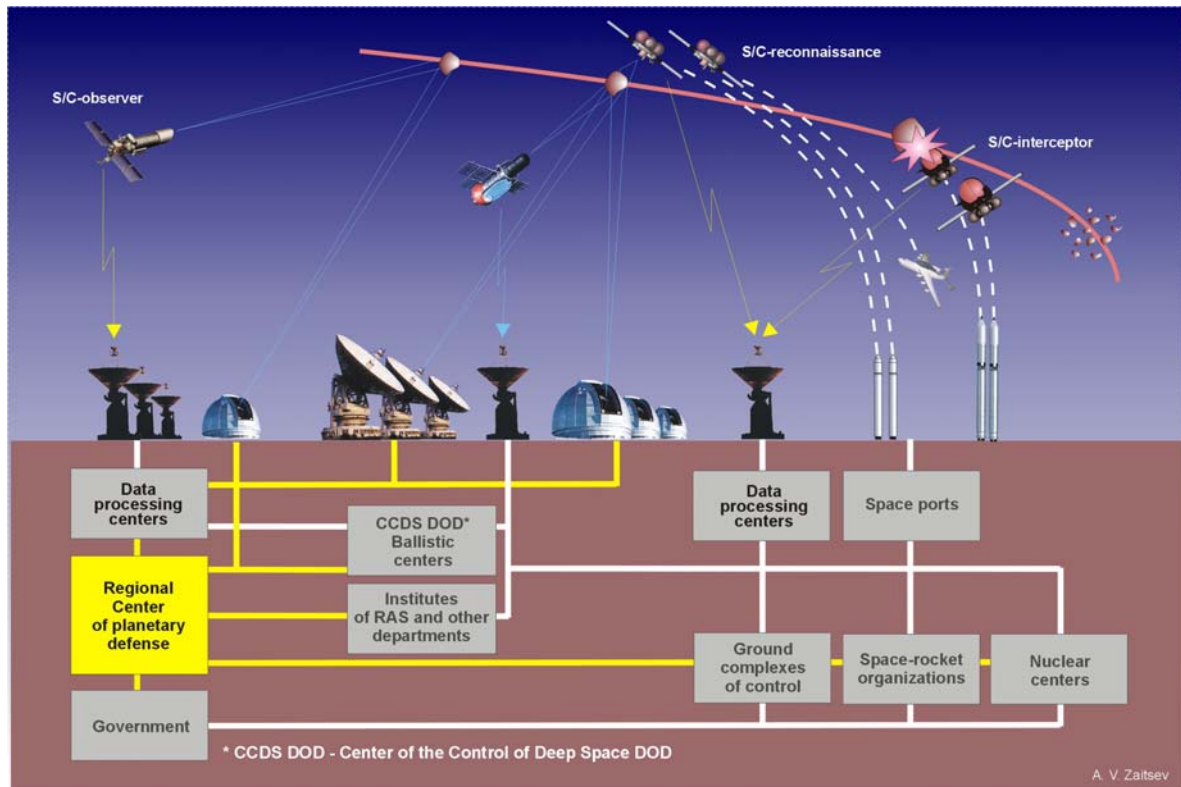 S/C-reconnaissance
S/C-observer
S/C-interceptor
Data
processing
centers
CCDS DOD*
Ballistic
centers
Data
processing
centers
Space ports
Regional
Center
of planetary
defense
Institutes
of RAS and other
departments
Ground
complexes
of control
Space-rocket
organizations
Nuclear
centers
Government
* CCDS DOD - Center of the Control of Deep Space DOD
A. V. Zaitsev